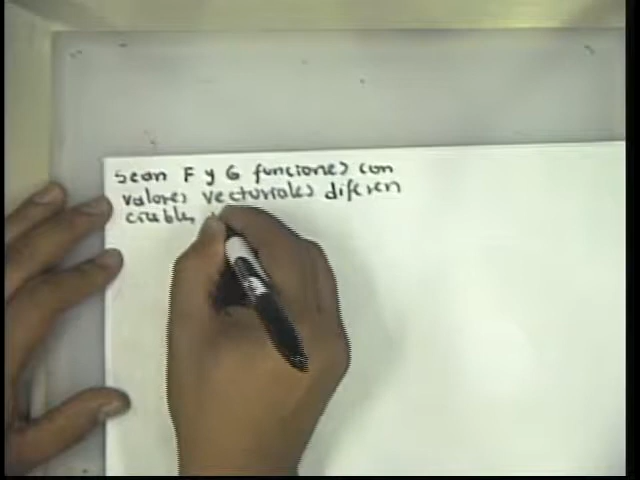 Sean F y G funciones con
valores vectoriales diferen
ciables